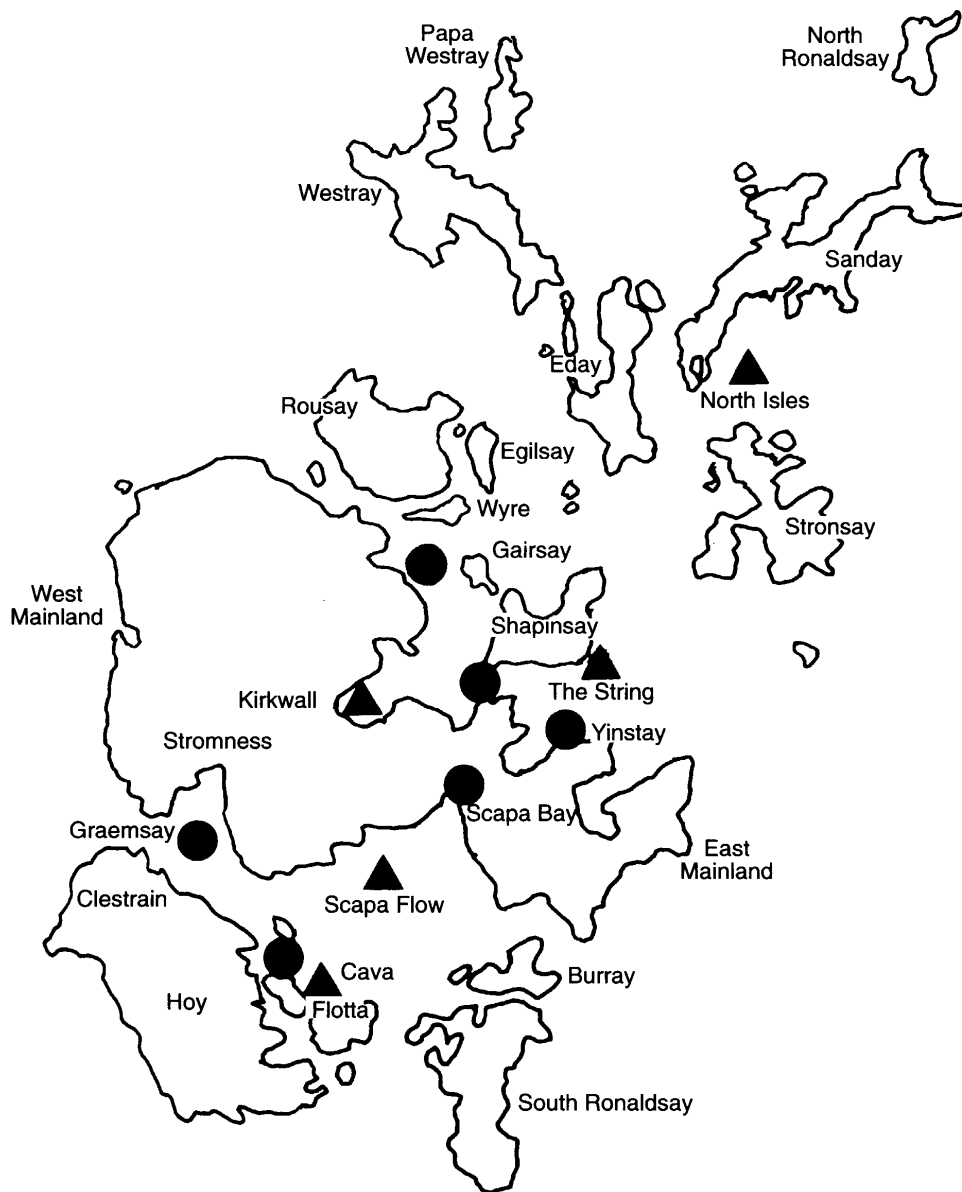 Papa
Westray
North
Ronaldsay
Westray
Sanday
Eday
North Isles
Rousay
Egilsay
Wyre
Stronsay
Gairsay
West
Mainland
Shapinsay
Kirkwall
The String
Yinstay
Stromness
Scapa Bay
Graemsay
East
Mainland
Clestrain
Scapa Flow
Cava
Burray
Hoy
Flotta
South Ronaldsay